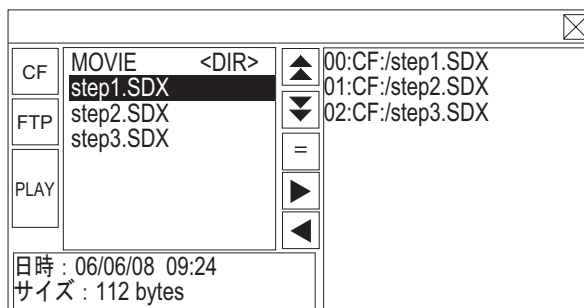 CF
FTP
PLAY
MOVIE <DIR>
step1.SDX
step2.SDX
step3.SDX
=
00:CF:/step1.SDX
01:CF:/step2.SDX
02:CF:/step3.SDX
日時：06/06/08 09:24
サイズ：112 bytes